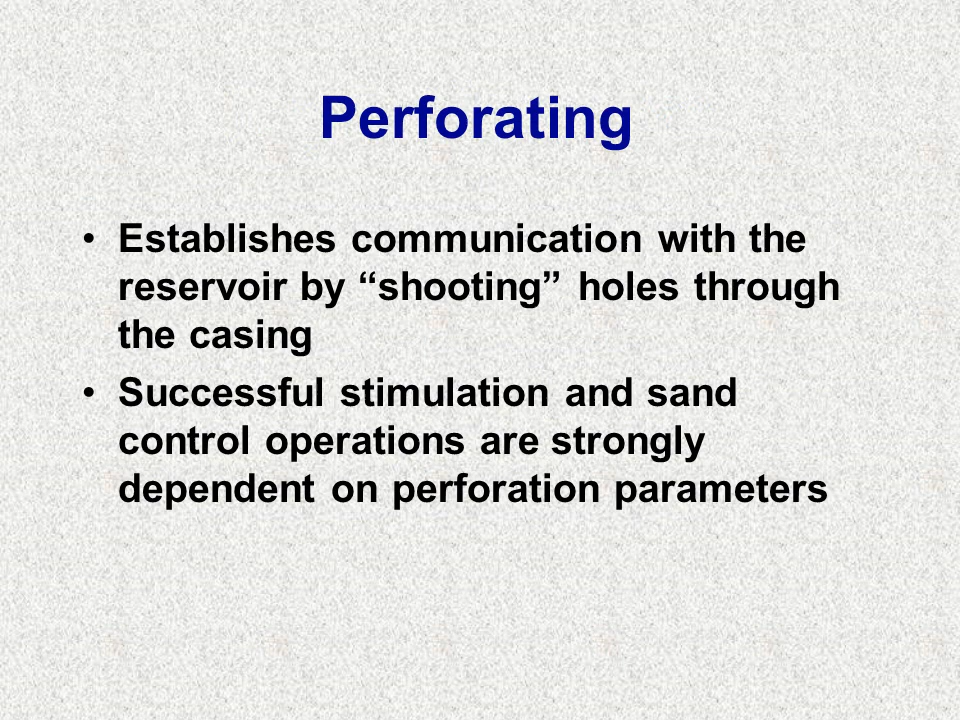 Perforating
• Establishes communication with the
reservoir by “shooting” holes through
the casing
• Successful stimulation and sand
control operations are strongly
dependent on perforation parameters